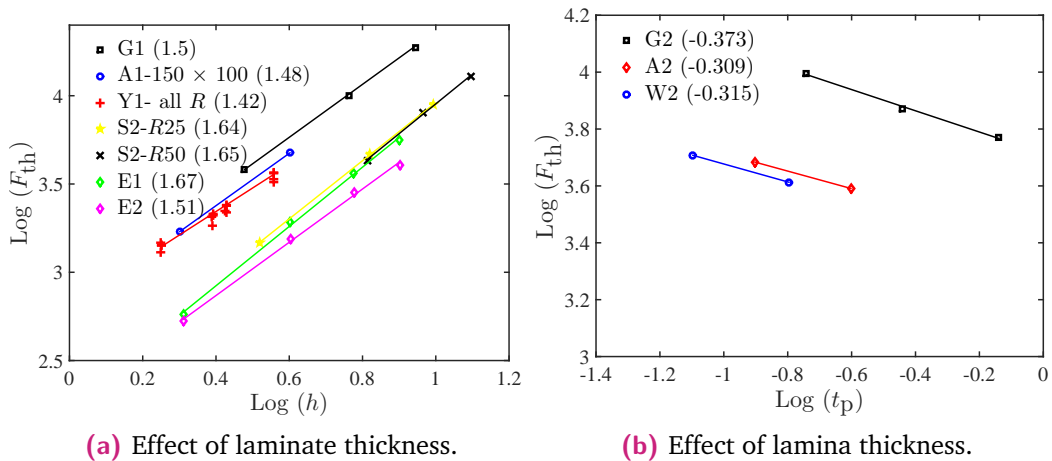 G1 (1.5)
A1-150 × 100 (1.48)
Y1- all R (1.42)
S2-R25 (1.64)
S2-R50 (1.65)
E1 (1.67)
E2 (1.51)
Log (F_th)
4
3.5
3
2.5
0 0.2 0.4 0.6 0.8 1 1.2
Log (h)
(a) Effect of laminate thickness.
G2 (-0.373)
A2 (-0.309)
W2 (-0.315)
Log (F_th)
4.2
4
3.8
3.6
3.4
3.2
3
-1.4 -1.2 -1 -0.8 -0.6 -0.4 -0.2 0
Log (t_p)
(b) Effect of lamina thickness.